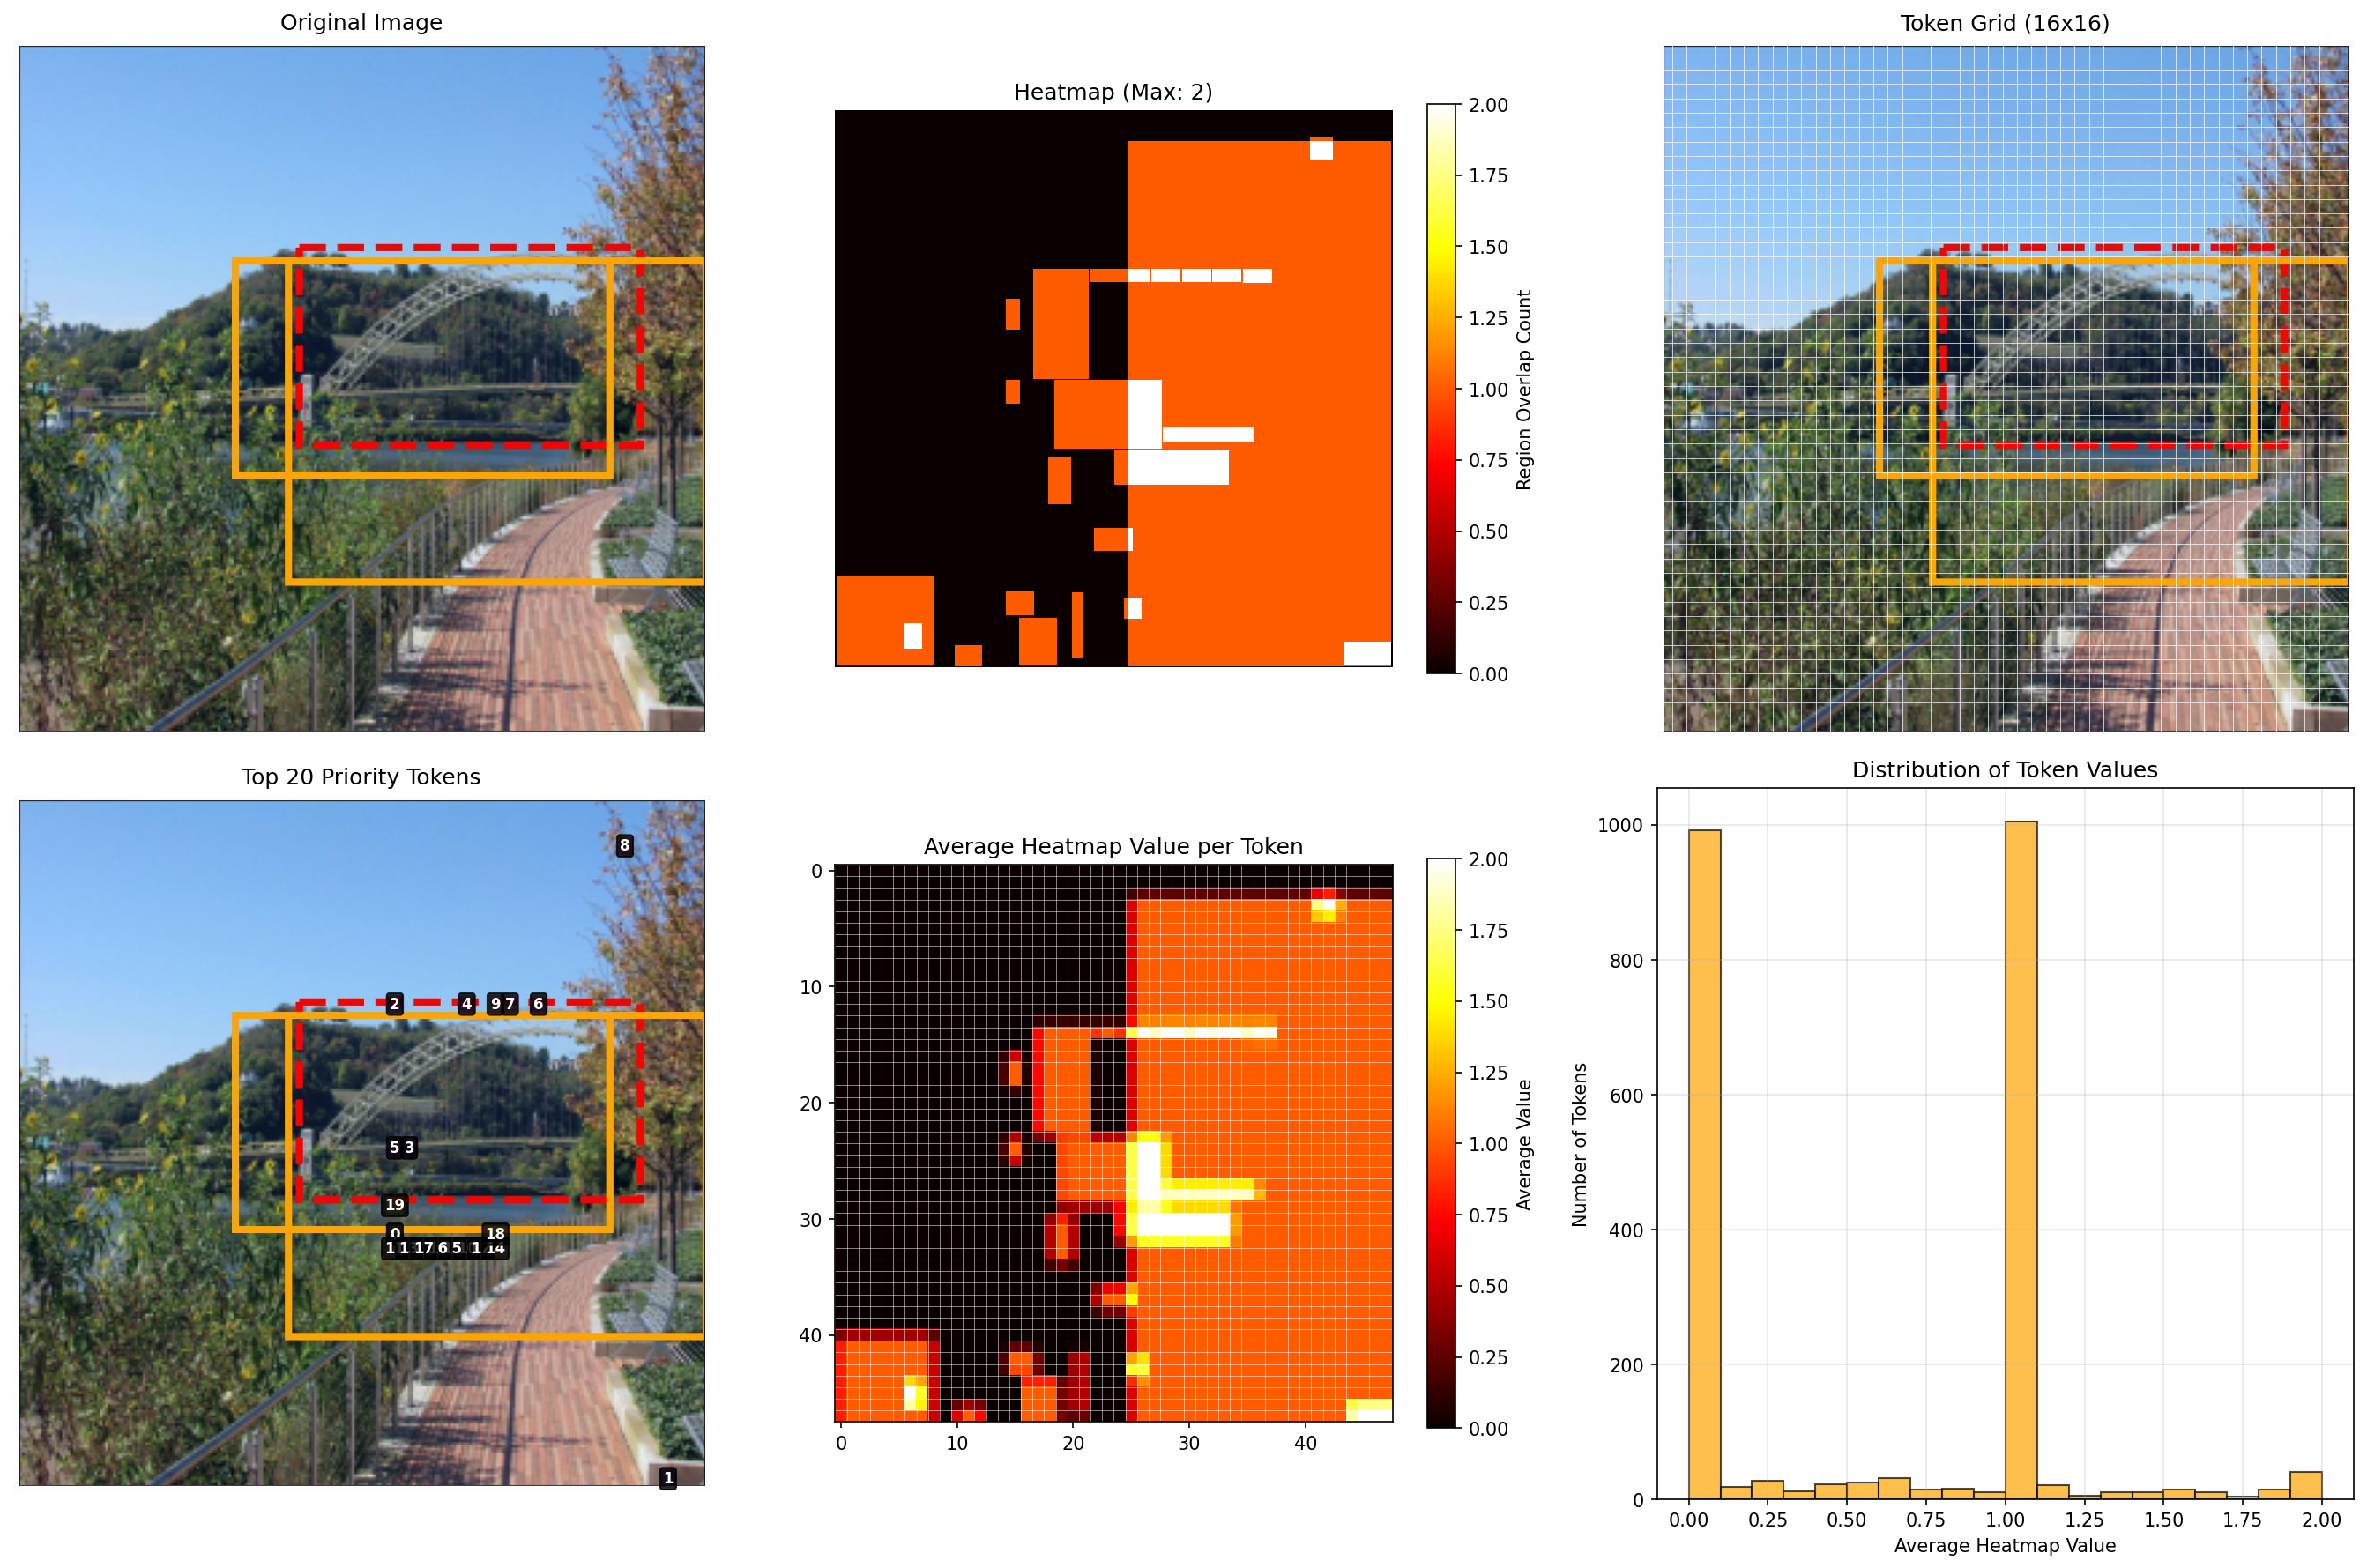 Original Image
Heatmap (Max: 2)
2.00
1.75
1.50
1.25
1.00
0.75
0.50
0.25
0.00
Region Overlap Count
Token Grid (16x16)
Top 20 Priority Tokens
8
2 4 9 7 6
5 3
19
0 18
14
1
Average Heatmap Value per Token
0
10
20
30
40
0 10 20 30 40
2.00
1.75
1.50
1.25
1.00
0.75
0.50
0.25
0.00
Average Value
Distribution of Token Values
1000
800
600
400
200
0
Number of Tokens
0.00 0.25 0.50 0.75 1.00 1.25 1.50 1.75 2.00
Average Heatmap Value